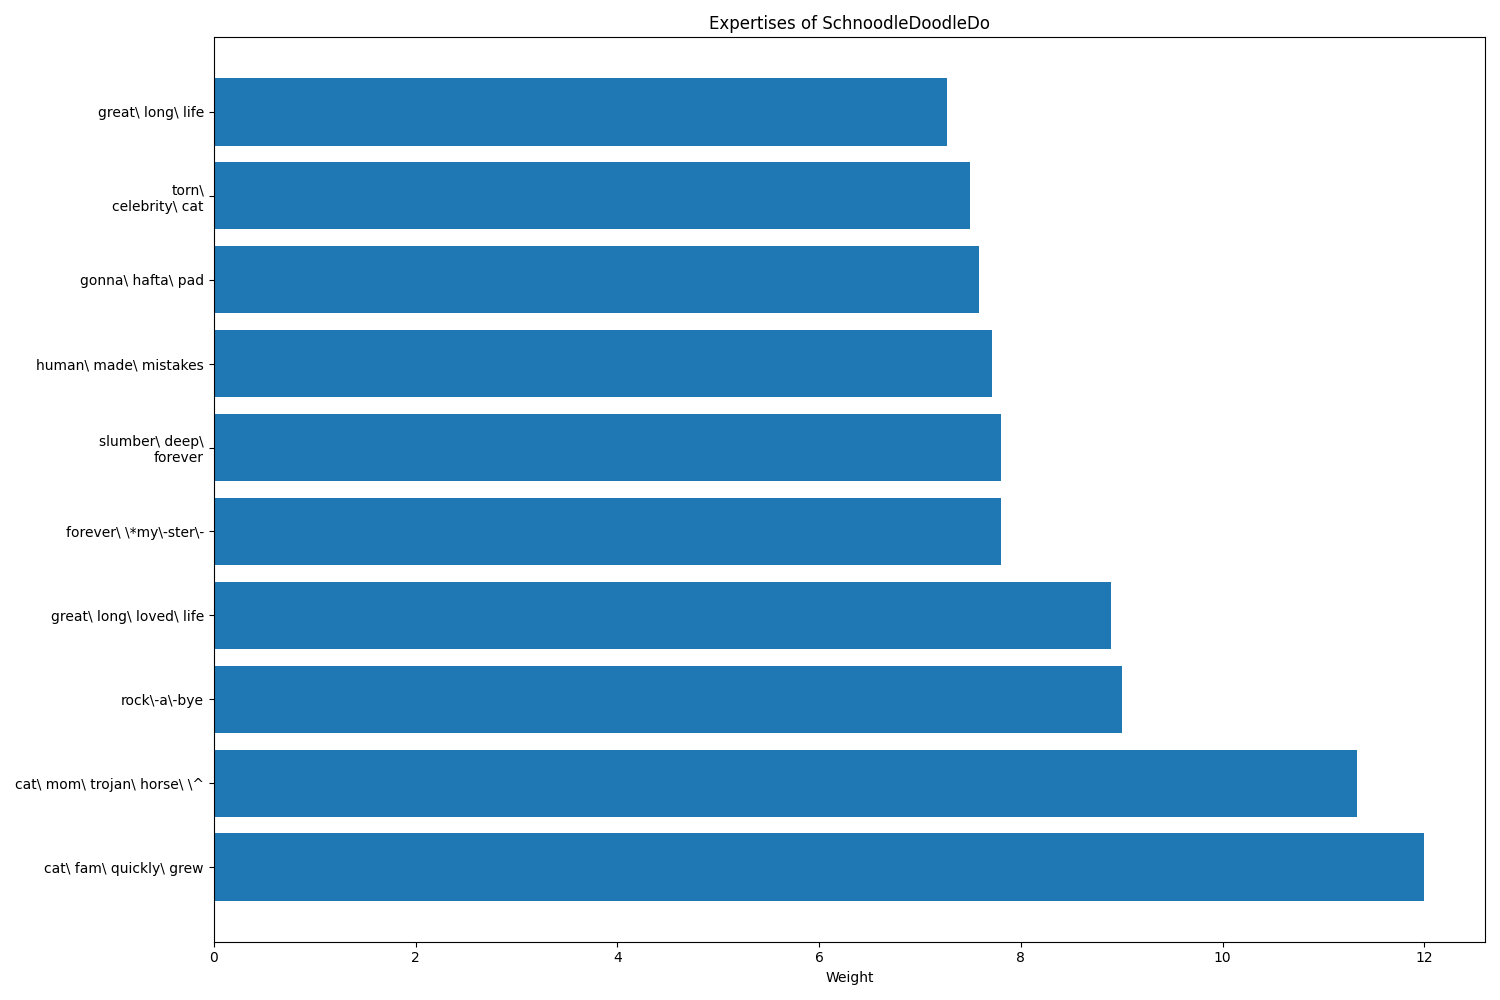 Expertises of SchnoodleDoodleDo
great\ long\ life
torn\
celebrity\ cat
gonna\ hafta\ pad
human\ made\ mistakes
slumber\ deep\
forever
forever\ \*my\-ster\-
great\ long\ loved\ life
rock\-a\-bye
cat\ mom\ trojan\ horse\ \^
cat\ fam\ quickly\ grew
0 2 4 6 8 10 12
Weight